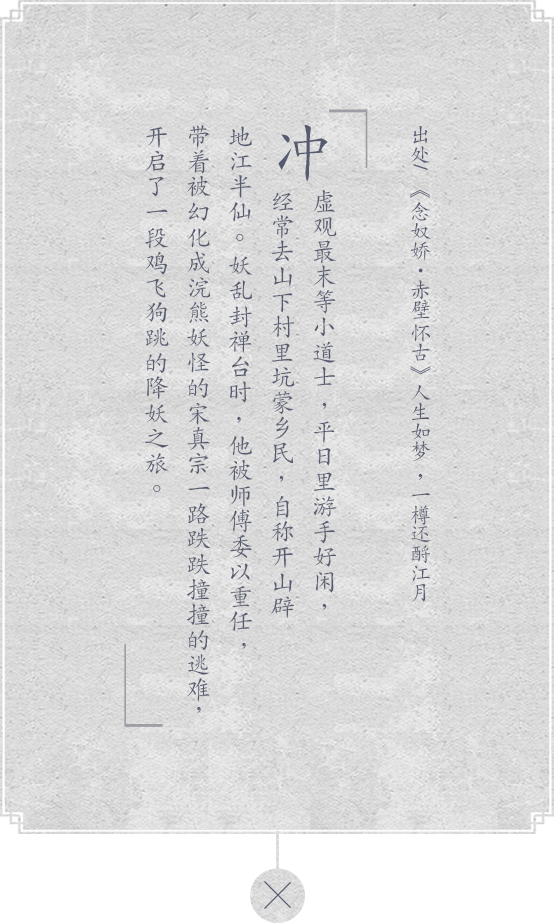 出处/《念奴娇·赤壁怀古》人生如梦，一樽还酹江月
冲虚观最末等小道士，平日里游手好闲，
经常去山下村里坑蒙乡民，自称开山辟
地江半仙。妖乱封禅台时，他被师傅委以重任，
带着被幻化成浣熊妖怪的宋真宗一路跌跌撞撞的逃难，
开启了一段鸡飞狗跳的降妖之旅。